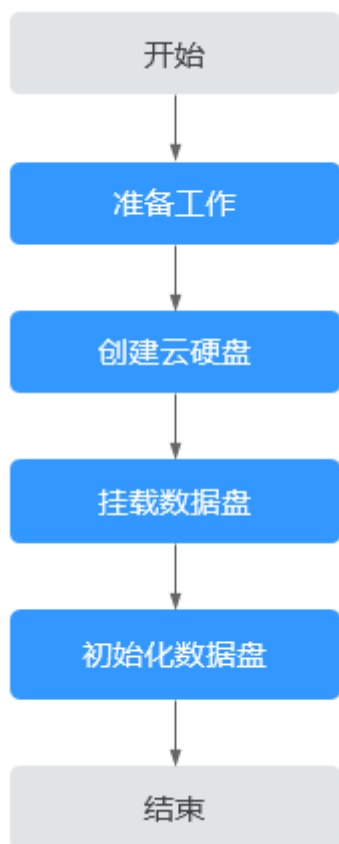 开始
准备工作
创建云硬盘
挂载数据盘
初始化数据盘
结束